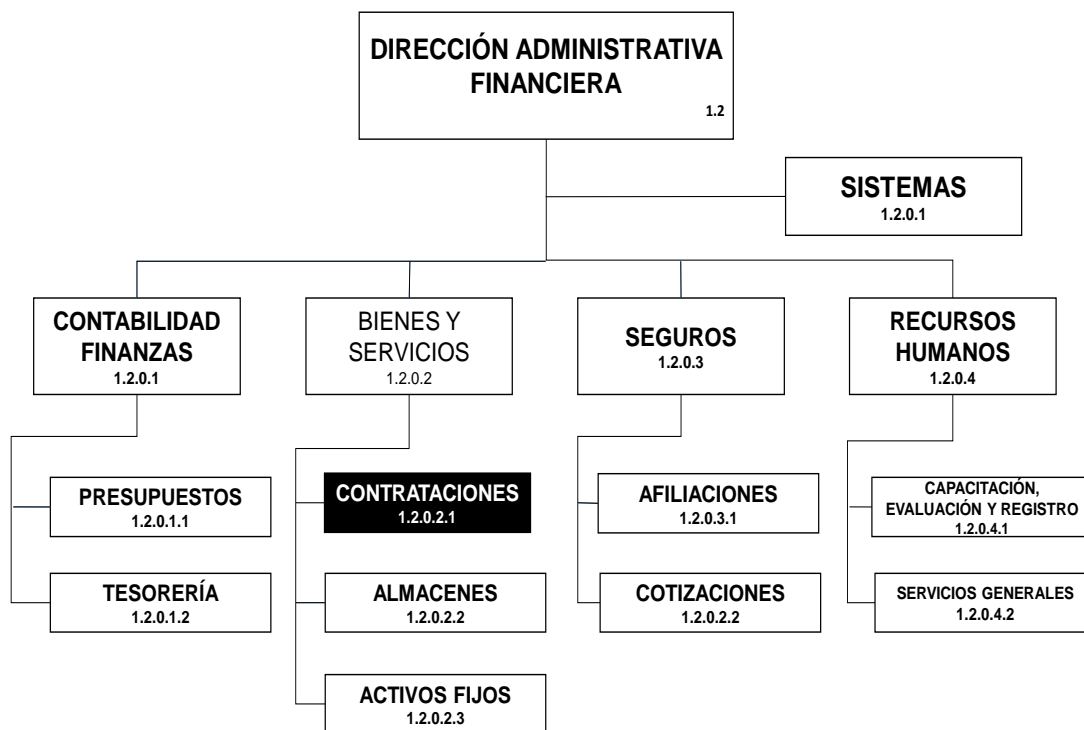 DIRECCIÓN ADMINISTRATIVA
FINANCIERA
1.2
SISTEMAS
1.2.0.1
CONTABILIDAD
FINANZAS
1.2.0.1
BIENES Y
SERVICIOS
1.2.0.2
SEGUROS
1.2.0.3
RECURSOS
HUMANOS
1.2.0.4
PRESUPUESTOS
1.2.0.1.1
CONTRATACIONES
1.2.0.2.1
AFILIACIONES
1.2.0.3.1
CAPACITACIÓN,
EVALUACIÓN Y REGISTRO
1.2.0.4.1
TESORERÍA
1.2.0.1.2
ALMACENES
1.2.0.2.2
COTIZACIONES
1.2.0.2.2
SERVICIOS GENERALES
1.2.0.4.2
ACTIVOS FIJOS
1.2.0.2.3